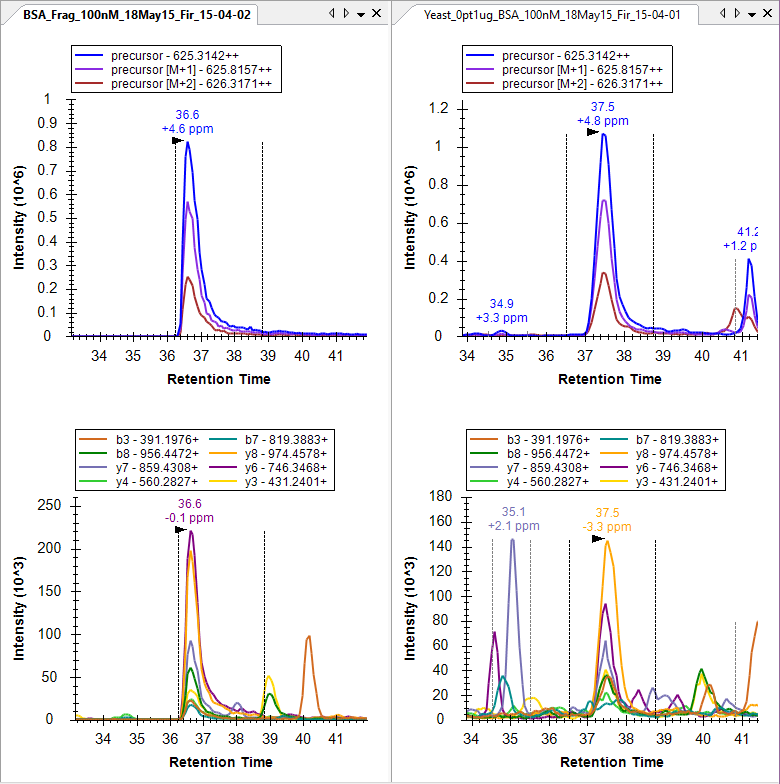 BSA_Frag_100nM_18May15_Fir_15-04-02
precursor - 625.3142++
precursor [M+1] - 625.8157++
precursor [M+2] - 626.3171++
1
0.9
0.8
0.7
0.6
0.5
0.4
0.3
0.2
0.1
0
Intensity (10^6)
36.6
+4.6 ppm
34 35 36 37 38 39 40 41
Retention Time
b3 - 391.1976+ b7 - 819.3883+
b8 - 956.4472+ y8 - 974.4578+
y7 - 859.4308+ y6 - 746.3468+
y4 - 560.2827+ y3 - 431.2401+
250
200
150
100
50
0
Intensity (10^3)
36.6
-0.1 ppm
34 35 36 37 38 39 40 41
Retention Time
Yeast_0pt1ug_BSA_100nM_18May15_Fir_15-04-01
precursor - 625.3142++
precursor [M+1] - 625.8157++
precursor [M+2] - 626.3171++
1.2
1
0.8
0.6
0.4
0.2
0
Intensity (10^6)
37.5
+4.8 ppm
41.2
+1.2 p
34.9
+3.3 ppm
34 35 36 37 38 39 40 41
Retention Time
b3 - 391.1976+ b7 - 819.3883+
b8 - 956.4472+ y8 - 974.4578+
y7 - 859.4308+ y6 - 746.3468+
y4 - 560.2827+ y3 - 431.2401+
180
160
140
120
100
80
60
40
20
0
Intensity (10^3)
35.1
+2.1 ppm
37.5
-3.3 ppm
34 35 36 37 38 39 40 41
Retention Time